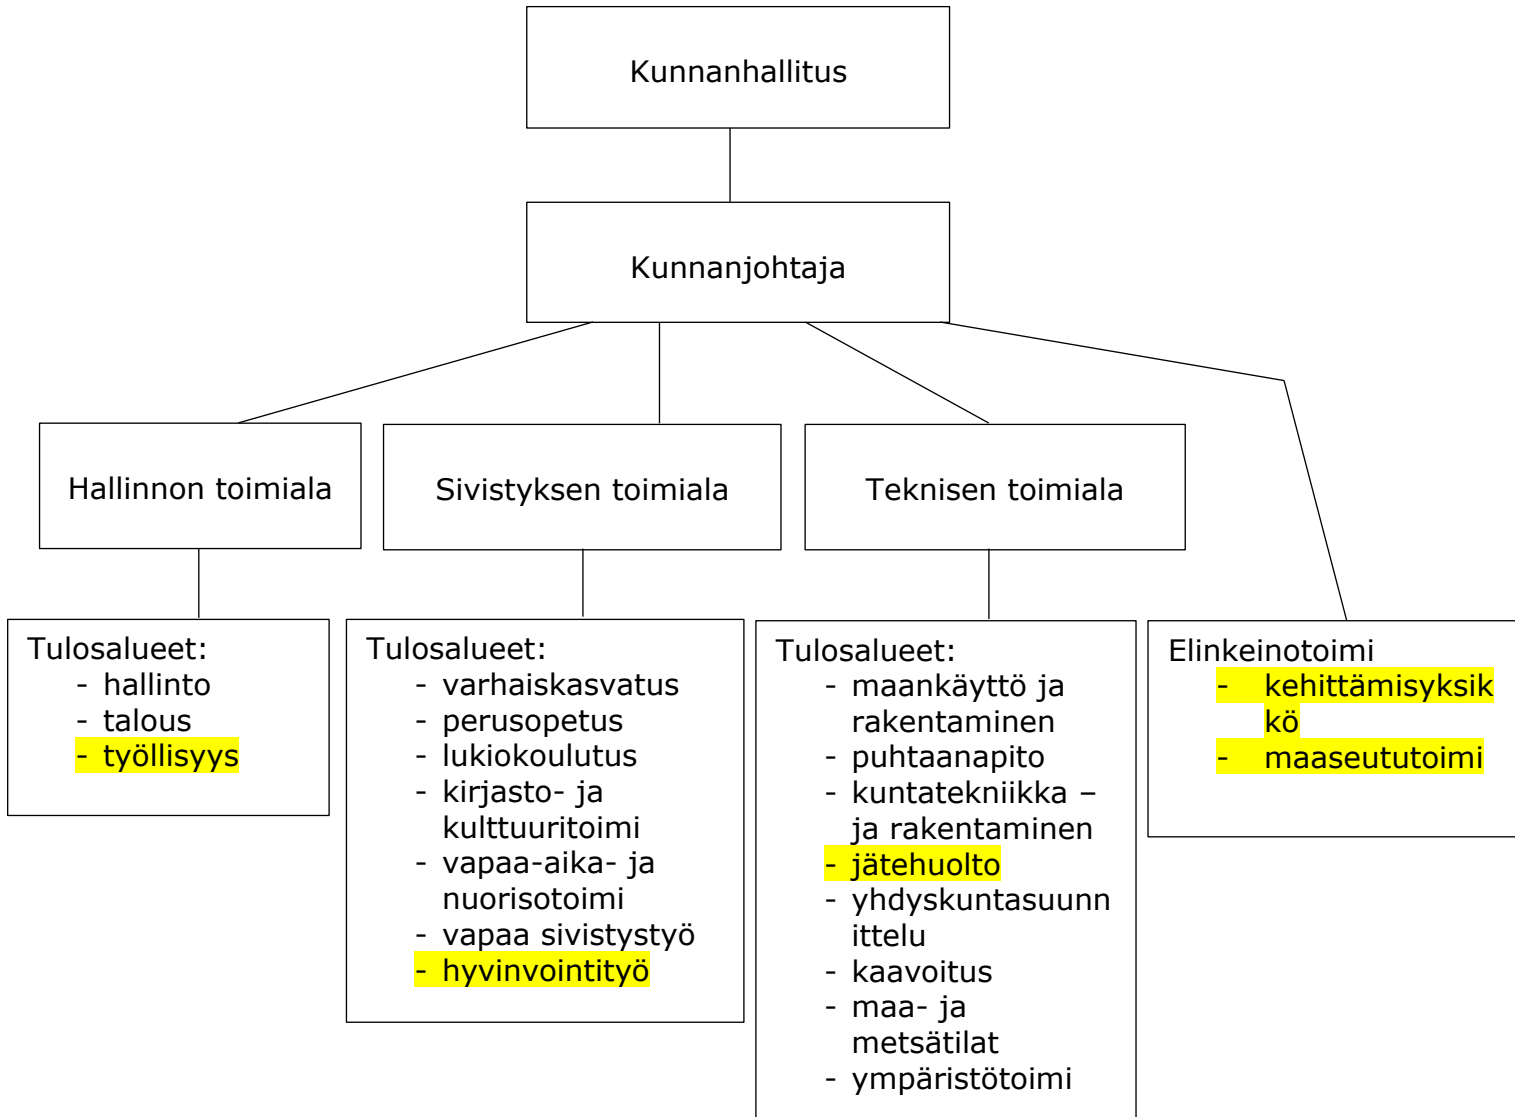 Kunnanhallitus
Kunnanjohtaja
Hallinnon toimiala
Sivistyksen toimiala
Teknisen toimiala
Tulosalueet:
- hallinto
- talous
- työllisyys
Tulosalueet:
- varhaiskasvatus
- perusopetus
- lukiokoulutus
- kirjasto- ja
kulttuuritoimi
- vapaa-aika- ja
nuorisotoimi
- vapaa sivistystyö
- hyvinvointityö
Tulosalueet:
- maankäyttö ja
rakentaminen
- puhtaanapito
- kuntatekniikka –
ja rakentaminen
- jätehuolto
- yhdyskuntasuunn
ittelu
- kaavoitus
- maa- ja
metsätilat
- ympäristötoimi
Elinkeinotoimi
- kehittämisyksik
kö
- maaseututoimi